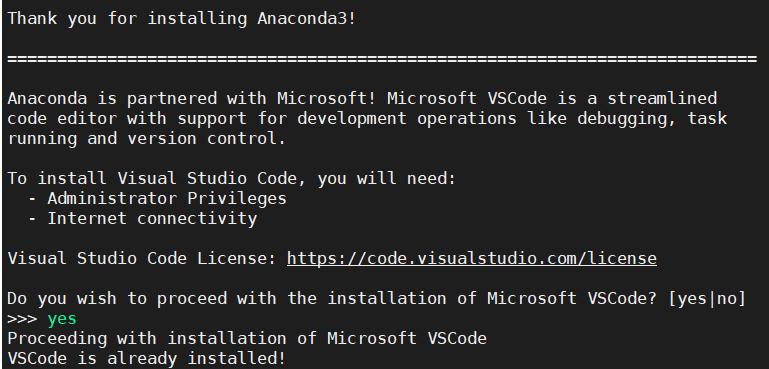 Thank you for installing Anaconda3!
===========================================================================
Anaconda is partnered with Microsoft! Microsoft VSCode is a streamlined
code editor with support for development operations like debugging, task
running and version control.
To install Visual Studio Code, you will need:
- Administrator Privileges
- Internet connectivity
Visual Studio Code License: https://code.visualstudio.com/license
Do you wish to proceed with the installation of Microsoft VSCode? [yes|no]
>>> yes
Proceeding with installation of Microsoft VSCode
VSCode is already installed!